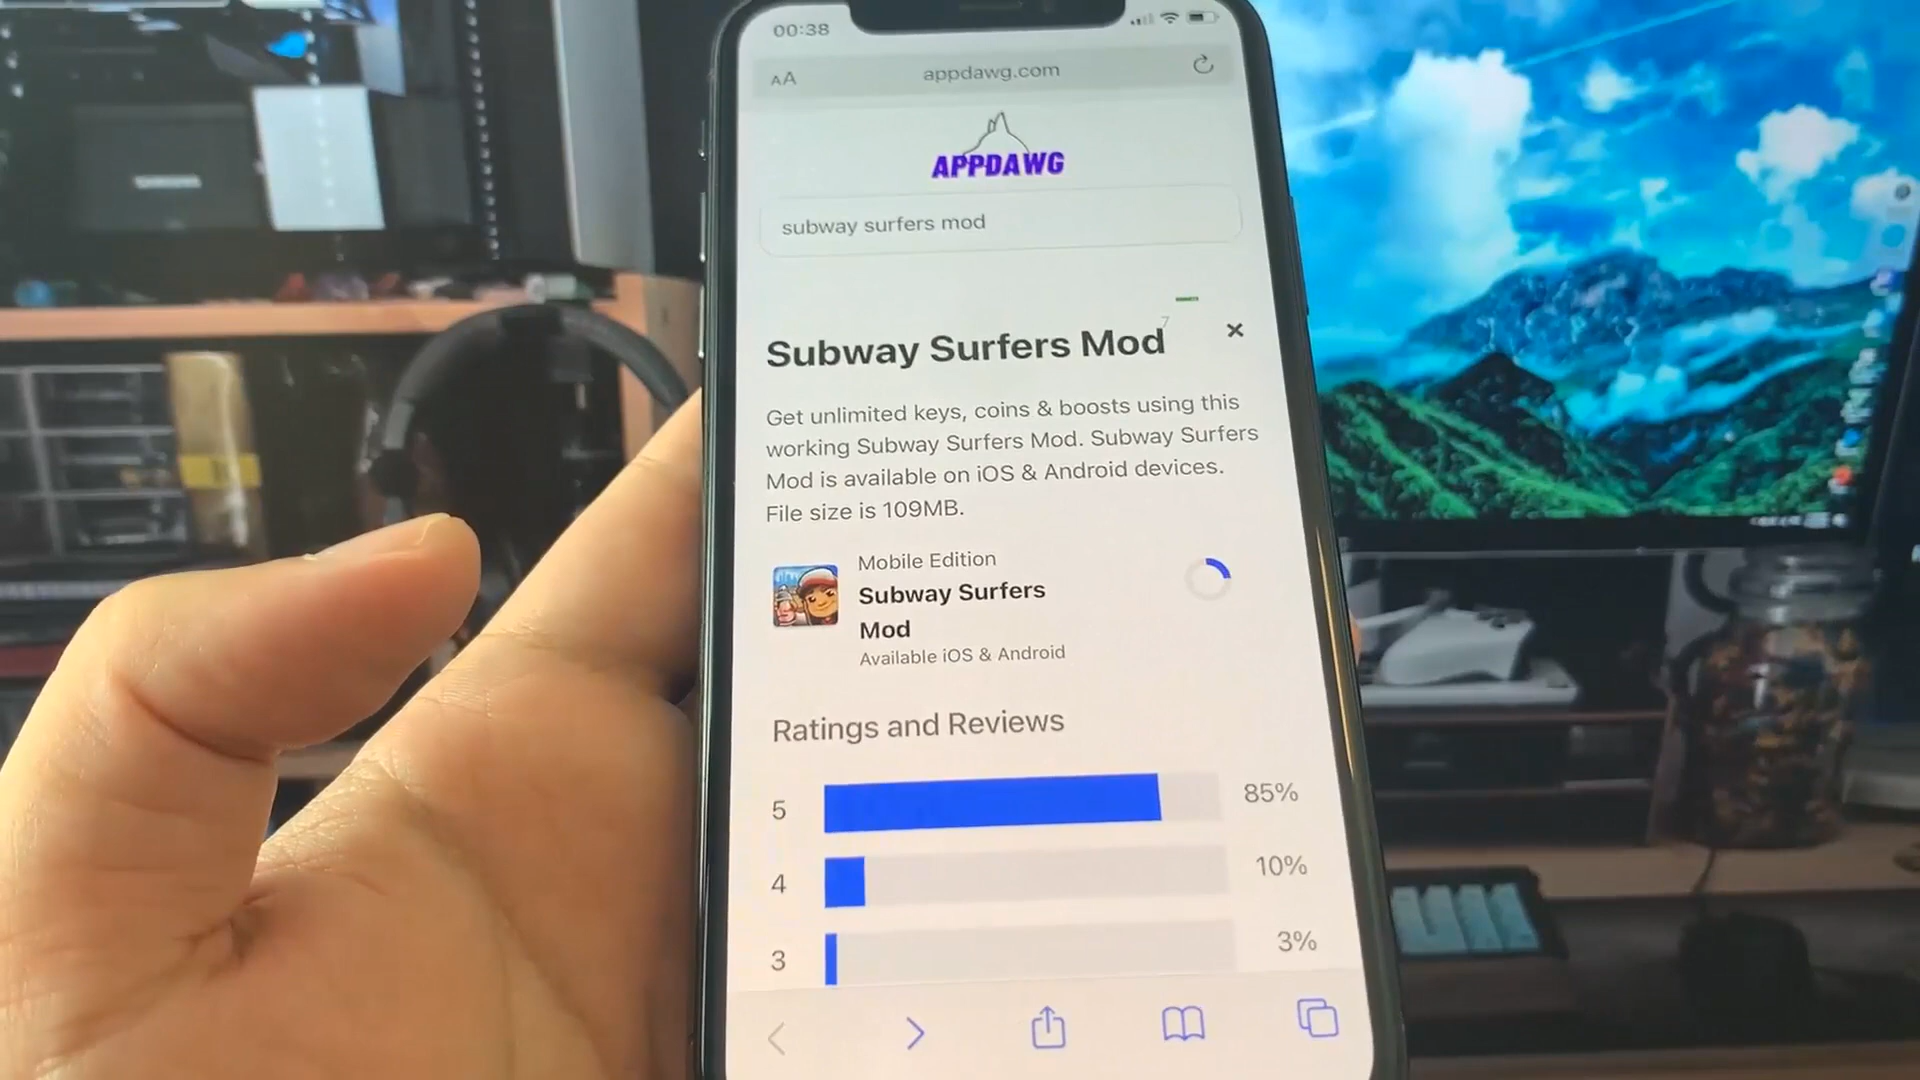 00:38
AA
appdawg.com
APPDAWG
subway surfers mod
Subway Surfers Mod
Get unlimited keys, coins & boosts using this
working Subway Surfers Mod. Subway Surfers
Mod is available on iOS & Android devices.
File size is 109MB.
Mobile Edition
Subway Surfers
Mod
Available iOS & Android
Ratings and Reviews
5 85%
4 10%
3 3%
SAMSUNG